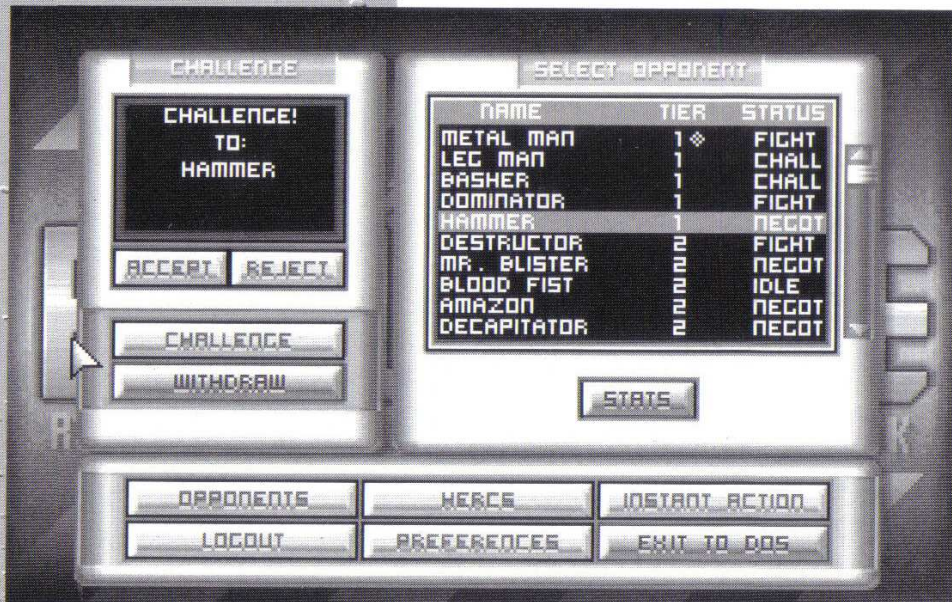 CHALLENGE
CHALLENGE!
TO:
HAMMER
ACCEPT REJECT
CHALLENGE
WITHDRAW
SELECT OPPONENT
NAME TIER STATUS
METAL MAN 1 FIGHT
LEG MAN 1 CHALL
BASHER 1 CHALL
DOMINATOR 1 FIGHT
HAMMER 1 NEGOT
DESTRUCTOR 2 FIGHT
MR. BLISTER 2 NEGOT
BLOOD FIST 2 IDLE
AMAZON 2 NEGOT
DECAPITATOR 2 NEGOT
STATS
R K
OPPONENTS HERCS INSTANT ACTION
LOGOUT PREFERENCES EXIT TO DOS